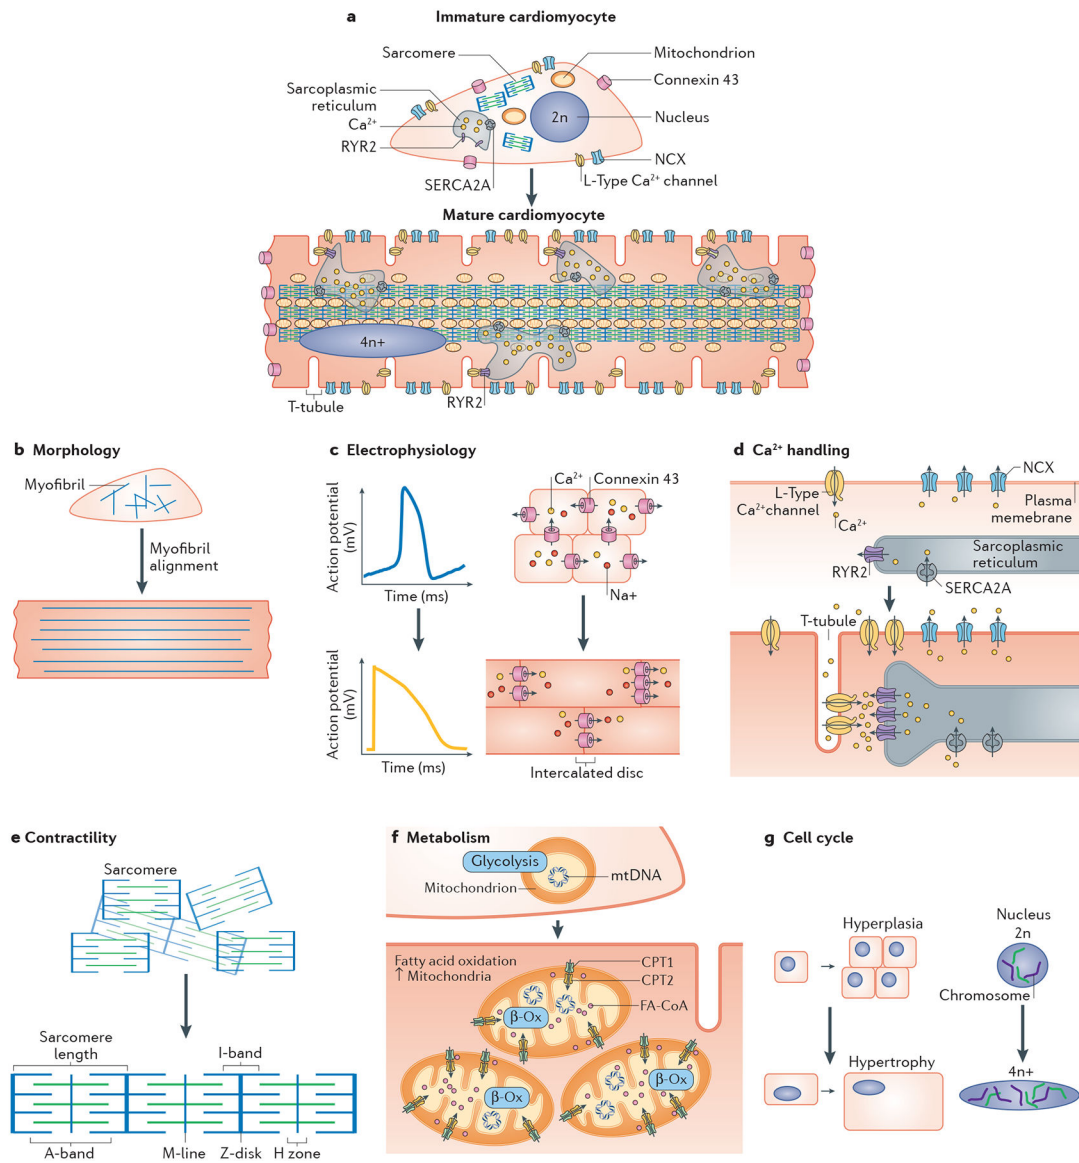 a Immature cardiomyocyte
Sarcomere
Mitochondrion
Connexin 43
Sarcoplasmic
reticulum
Ca²⁺
RYR2
2n
Nucleus
SERCA2A
NCX
L-Type Ca²⁺ channel
Mature cardiomyocyte
4n+
T-tubule
RYR2
b Morphology
Myofibril
Myofibril
alignment
c Electrophysiology
Action potential
(mV)
Time (ms)
Ca²⁺
Connexin 43
Na+
Action potential
(mV)
Time (ms)
Intercalated disc
d Ca²⁺ handling
NCX
L-Type
Ca²⁺channel
Plasma
memebrane
Ca²⁺
Sarcoplasmic
reticulum
RYR2
SERCA2A
T-tubule
e Contractility
Sarcomere
Sarcomere
length
I-band
A-band
M-line
Z-disk
H zone
f Metabolism
Glycolysis
mtDNA
Mitochondrion
Fatty acid oxidation
↑ Mitochondria
CPT1
CPT2
FA-CoA
β-Ox
β-Ox
β-Ox
g Cell cycle
Hyperplasia
Nucleus
2n
Chromosome
Hypertrophy
4n+